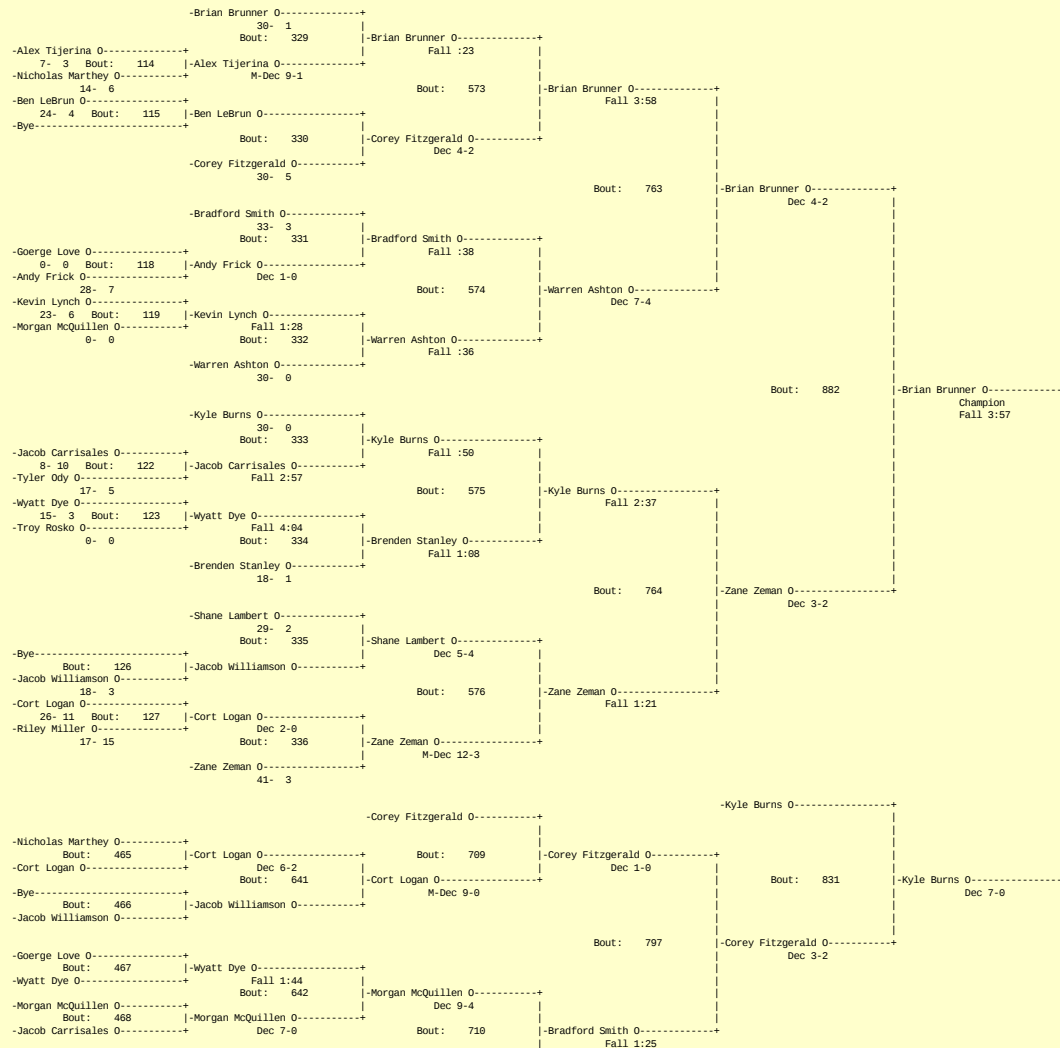 -Brian Brunner O-------------+
30- 1 |
Bout: 329 |-Brian Brunner O-------------+
-Alex Tijerina O-------------+ | Fall :23 |
7- 3 Bout: 114 |-Alex Tijerina O-------------+ |
-Nicholas Marthey O----------+ M-Dec 9-1 |
14- 6 Bout: 573 |-Brian Brunner O-------------+
-Ben LeBrun O----------------+ | Fall 3:58 |
24- 4 Bout: 115 |-Ben LeBrun O----------------+ | |
-Bye-------------------------+ | | |
Bout: 330 |-Corey Fitzgerald O----------+ |
| Dec 4-2 |
-Corey Fitzgerald O----------+ |
30- 5 |
Bout: 763 |-Brian Brunner O-------------+
| Dec 4-2 |
-Bradford Smith O------------+ | |
33- 3 | | |
Bout: 331 |-Bradford Smith O------------+ | |
-Goerge Love O---------------+ | Fall :38 | | |
0- 0 Bout: 118 |-Andy Frick O----------------+ | | |
-Andy Frick O----------------+ Dec 1-0 | | |
28- 7 Bout: 574 |-Warren Ashton O-------------+ |
-Kevin Lynch O---------------+ | Dec 7-4 |
23- 6 Bout: 119 |-Kevin Lynch O---------------+ | |
-Morgan McQuillen O----------+ Fall 1:28 | | |
0- 0 Bout: 332 |-Warren Ashton O-------------+ |
| Fall :36 |
-Warren Ashton O-------------+ |
30- 0 |
Bout: 882 |-Brian Brunner O-------------
| Champion
-Kyle Burns O----------------+ | Fall 3:57
30- 0 | |
Bout: 333 |-Kyle Burns O----------------+ |
-Jacob Carrisales O----------+ | Fall :50 | |
8- 10 Bout: 122 |-Jacob Carrisales O----------+ | |
-Tyler Ody O-----------------+ Fall 2:57 | |
17- 5 Bout: 575 |-Kyle Burns O----------------+ |
-Wyatt Dye O-----------------+ | Fall 2:37 | |
15- 3 Bout: 123 |-Wyatt Dye O-----------------+ | | |
-Troy Rosko O----------------+ Fall 4:04 | | | |
0- 0 Bout: 334 |-Brenden Stanley O-----------+ | |
| Fall 1:08 | |
-Brenden Stanley O-----------+ | |
18- 1 | |
Bout: 764 |-Zane Zeman O----------------+
| Dec 3-2
-Shane Lambert O-------------+ |
29- 2 | |
Bout: 335 |-Shane Lambert O-------------+ |
-Bye-------------------------+ | Dec 5-4 | |
Bout: 126 |-Jacob Williamson O----------+ | |
-Jacob Williamson O----------+ | |
18- 3 Bout: 576 |-Zane Zeman O----------------+
-Cort Logan O----------------+ | Fall 1:21
26- 11 Bout: 127 |-Cort Logan O----------------+ |
-Riley Miller O--------------+ Dec 2-0 | |
17- 15 Bout: 336 |-Zane Zeman O----------------+
| M-Dec 12-3
-Zane Zeman O----------------+
41- 3
-Kyle Burns O----------------+
-Corey Fitzgerald O----------+ |
| |
-Nicholas Marthey O----------+ | |
Bout: 465 |-Cort Logan O----------------+ Bout: 709 |-Corey Fitzgerald O----------+ |
-Cort Logan O----------------+ Dec 6-2 | | Dec 1-0 | |
Bout: 641 |-Cort Logan O----------------+ | Bout: 831 |-Kyle Burns O----------------
-Bye-------------------------+ | M-Dec 9-0 | | Dec 7-0
Bout: 466 |-Jacob Williamson O----------+ | |
-Jacob Williamson O----------+ | |
Bout: 797 |-Corey Fitzgerald O----------+
-Goerge Love O---------------+ | Dec 3-2
Bout: 467 |-Wyatt Dye O-----------------+ |
-Wyatt Dye O-----------------+ Fall 1:44 | |
Bout: 642 |-Morgan McQuillen O----------+ |
-Morgan McQuillen O----------+ | Dec 9-4 | |
Bout: 468 |-Morgan McQuillen O----------+ | |
-Jacob Carrisales O----------+ Dec 7-0 Bout: 710 |-Bradford Smith O------------+
| Fall 1:25